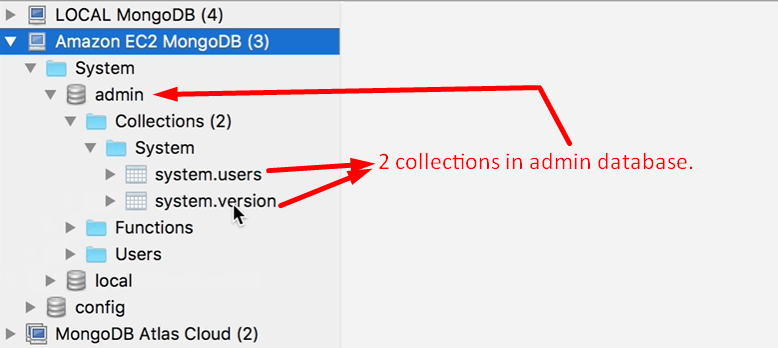 LOCAL MongoDB (4)
Amazon EC2 MongoDB (3)
System
admin
Collections (2)
System
system.users
2 collections in admin database.
system.version
Functions
Users
local
config
MongoDB Atlas Cloud (2)